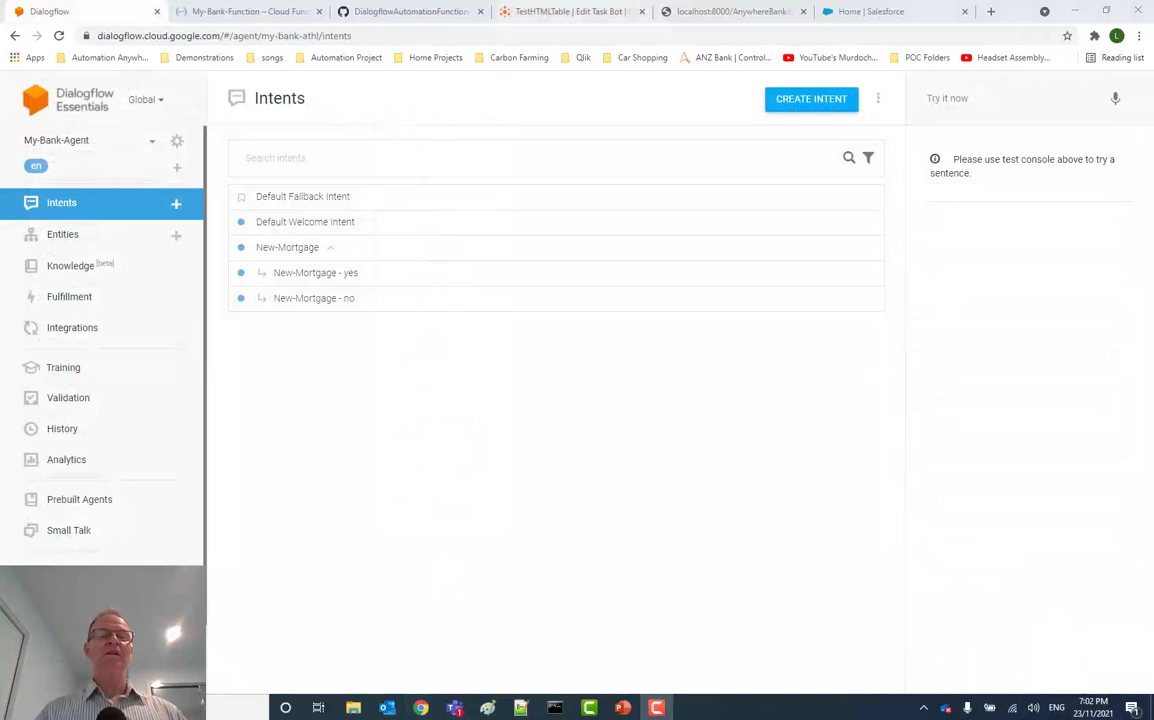 Dialogflow
My-Bank-Function – Cloud Func
DialogflowAutomationFunction
TestHTMLTable | Edit Task Bot | E
localhost:8000/AnywhereBank/
Home | Salesforce
dialogflow.cloud.google.com/#/agent/my-bank-athl/intents
L
Apps
Automation Anywh...
Demonstrations
songs
Automation Project
Home Projects
Carbon Farming
Qlik
Car Shopping
ANZ Bank | Control...
YouTube's Murdoch...
POC Folders
Headset Assembly...
Reading list
Dialogflow
Essentials
Global
Intents
CREATE INTENT
Try it now
My-Bank-Agent
en
Search intents
Please use test console above to try a
sentence.
Intents
Entities
Knowledge [beta]
Fulfillment
Integrations
Training
Validation
History
Analytics
Prebuilt Agents
Small Talk
Default Fallback Intent
Default Welcome Intent
New-Mortgage
New-Mortgage - yes
New-Mortgage - no
ENG
7:02 PM
23/11/2021